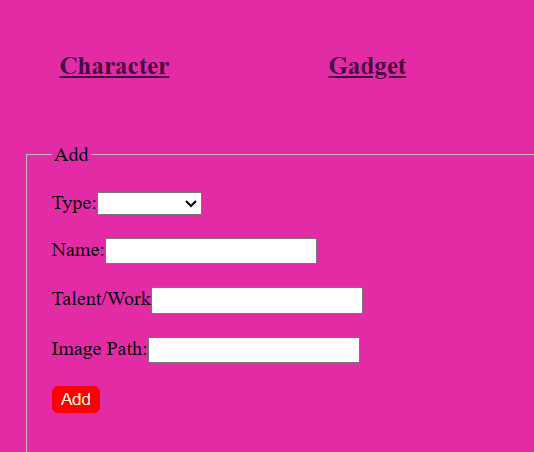 Character Gadget
Add
Type:
Name:
Talent/Work
Image Path:
Add